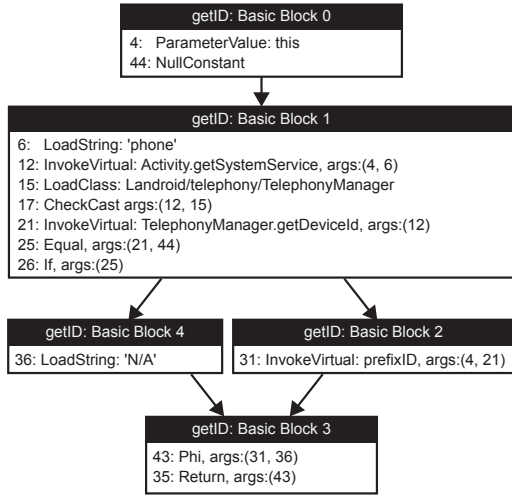 getID: Basic Block 0
4: ParameterValue: this
44: NullConstant
getID: Basic Block 1
6: LoadString: 'phone'
12: InvokeVirtual: Activity.getSystemService, args:(4, 6)
15: LoadClass: Landroid/telephony/TelephonyManager
17: CheckCast args:(12, 15)
21: InvokeVirtual: TelephonyManager.getDeviceId, args:(12)
25: Equal, args:(21, 44)
26: If, args:(25)
getID: Basic Block 4
36: LoadString: 'N/A'
getID: Basic Block 2
31: InvokeVirtual: prefixID, args:(4, 21)
getID: Basic Block 3
43: Phi, args:(31, 36)
35: Return, args:(43)